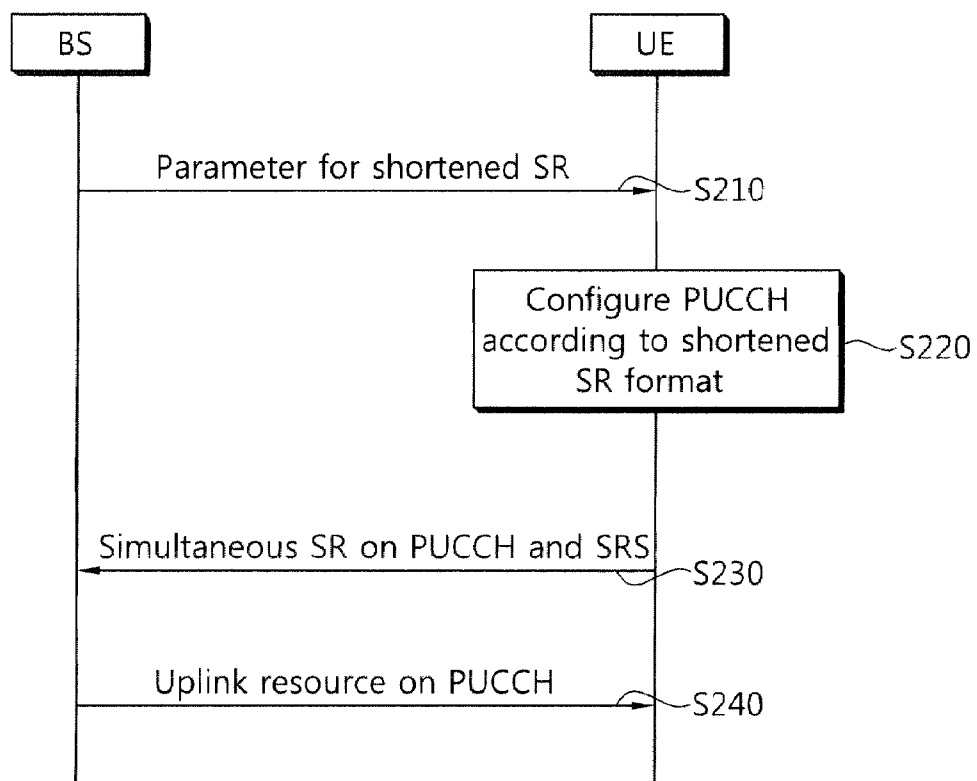 BS
UE
Parameter for shortened SR
S210
Configure PUCCH
according to shortened
SR format
S220
Simultaneous SR on PUCCH and SRS
S230
Uplink resource on PUCCH
S240